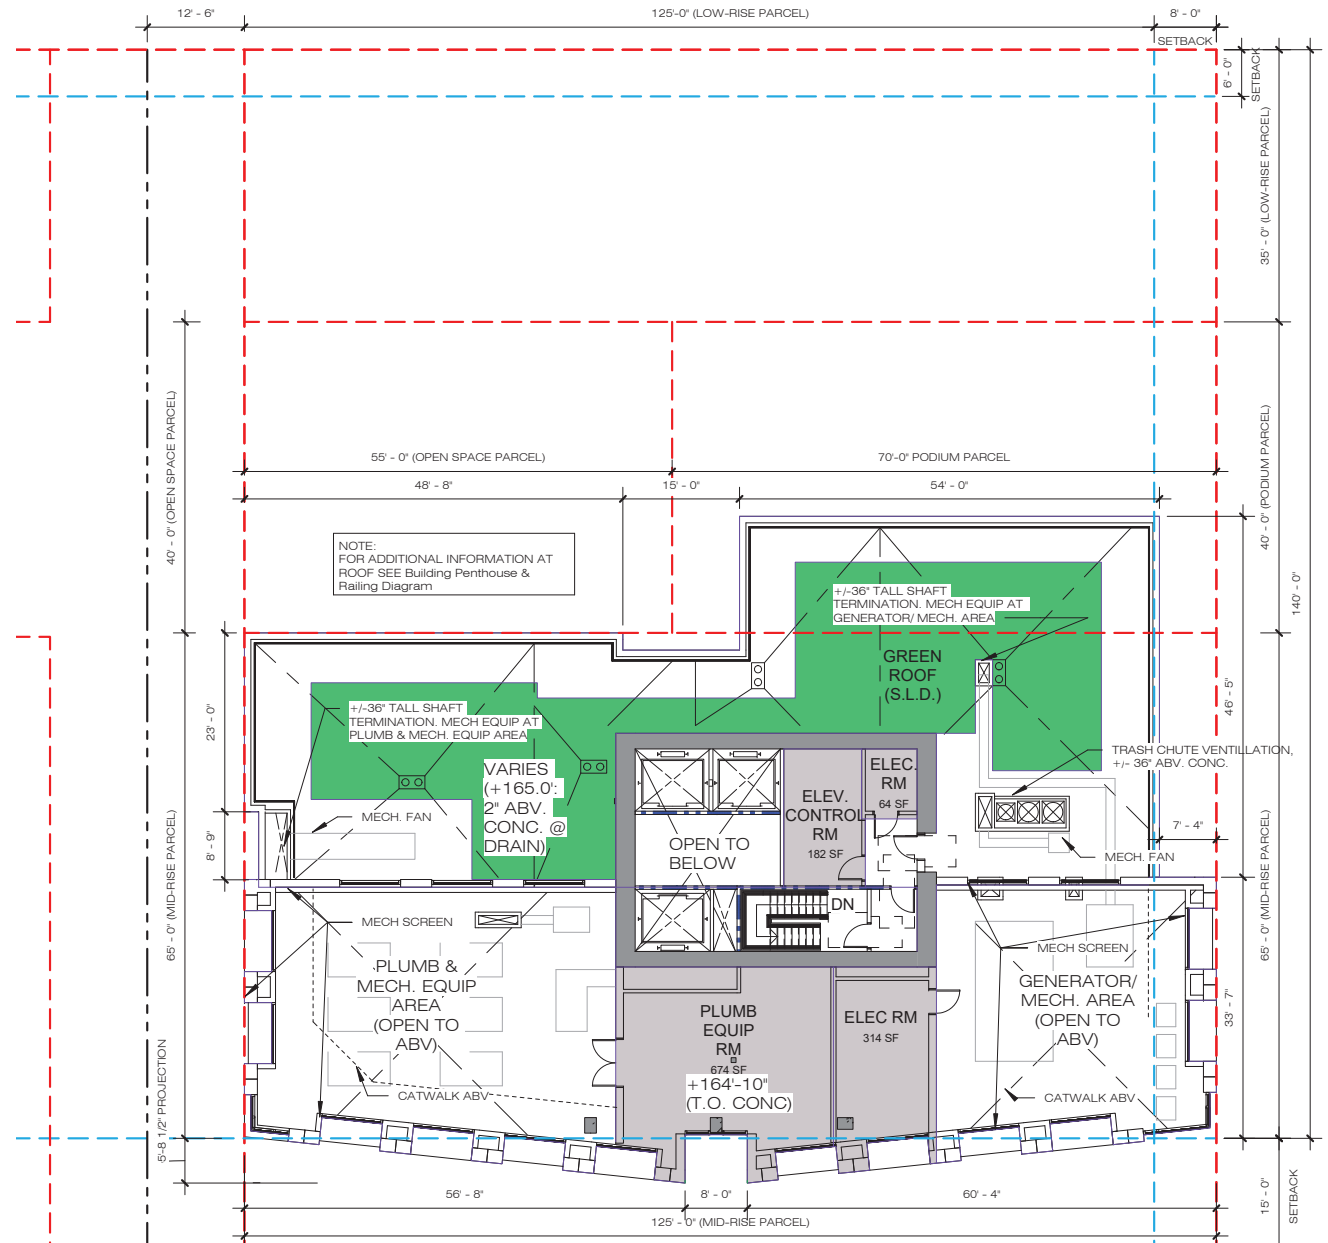 12' - 6"
125'-0" (LOW-RISE PARCEL)
8' - 0"
SETBACK
6' - 0"
SETBACK
35' - 0" (LOW-RISE PARCEL)
40' - 0" (OPEN SPACE PARCEL)
55' - 0" (OPEN SPACE PARCEL)
70'-0" PODIUM PARCEL
48' - 8"
15' - 0"
54' - 0"
40' - 0" (PODIUM PARCEL)
140' - 0"
NOTE:
FOR ADDITIONAL INFORMATION AT
ROOF SEE Building Penthouse &
Railing Diagram
+/-36" TALL SHAFT
TERMINATION. MECH EQUIP AT
GENERATOR/ MECH. AREA
GREEN
ROOF
(S.L.D.)
46' - 5"
23' - 0"
+/-36" TALL SHAFT
TERMINATION. MECH EQUIP AT
PLUMB & MECH. EQUIP AREA
TRASH CHUTE VENTILLATION,
+/- 36" ABV. CONC.
VARIES
(+165.0':
2" ABV.
CONC. @
DRAIN)
ELEC.
RM
64 SF
ELEV.
CONTROL
RM
182 SF
MECH. FAN
OPEN TO
BELOW
7' - 4"
8' - 9"
MECH. FAN
65' - 0" (MID-RISE PARCEL)
65' - 0" (MID-RISE PARCEL)
DN
MECH SCREEN
MECH SCREEN
PLUMB &
MECH. EQUIP
AREA
(OPEN TO
ABV)
GENERATOR/
MECH. AREA
(OPEN TO
ABV)
33' - 7"
PLUMB
EQUIP
RM
674 SF
+164'-10"
(T.O. CONC)
ELEC RM
314 SF
CATWALK ABV
CATWALK ABV
5'-8 1/2" PROJECTION
56' - 8"
8' - 0"
60' - 4"
125' - 0" (MID-RISE PARCEL)
15' - 0"
SETBACK